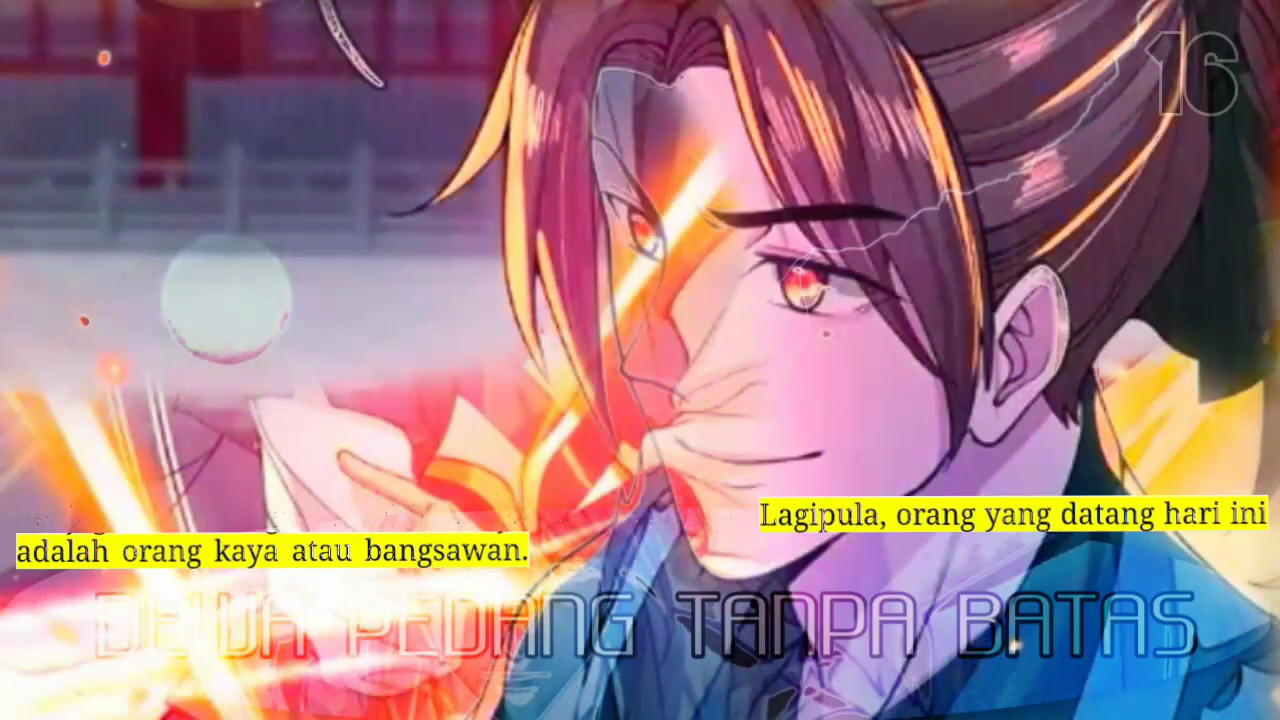 16
Lagipula, orang yang datang hari ini
adalah orang kaya atau bangsawan.
DEWA PEDANG TANPA BATAS